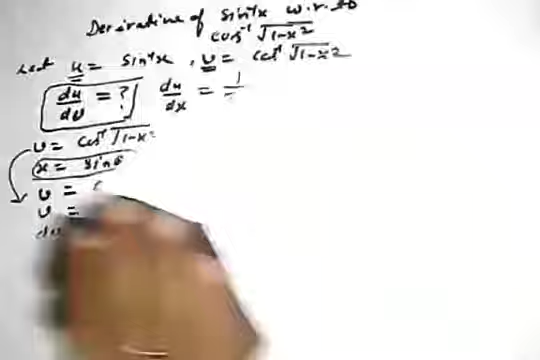 Derivative of sin⁻¹x w.r. to
cos⁻¹ √1-x²
let u = sin⁻¹x , v = cos⁻¹ √1-x²
du/dv = ? du/dx = 1/
v = cos⁻¹ √1-x²
x = sinθ
v =
v =